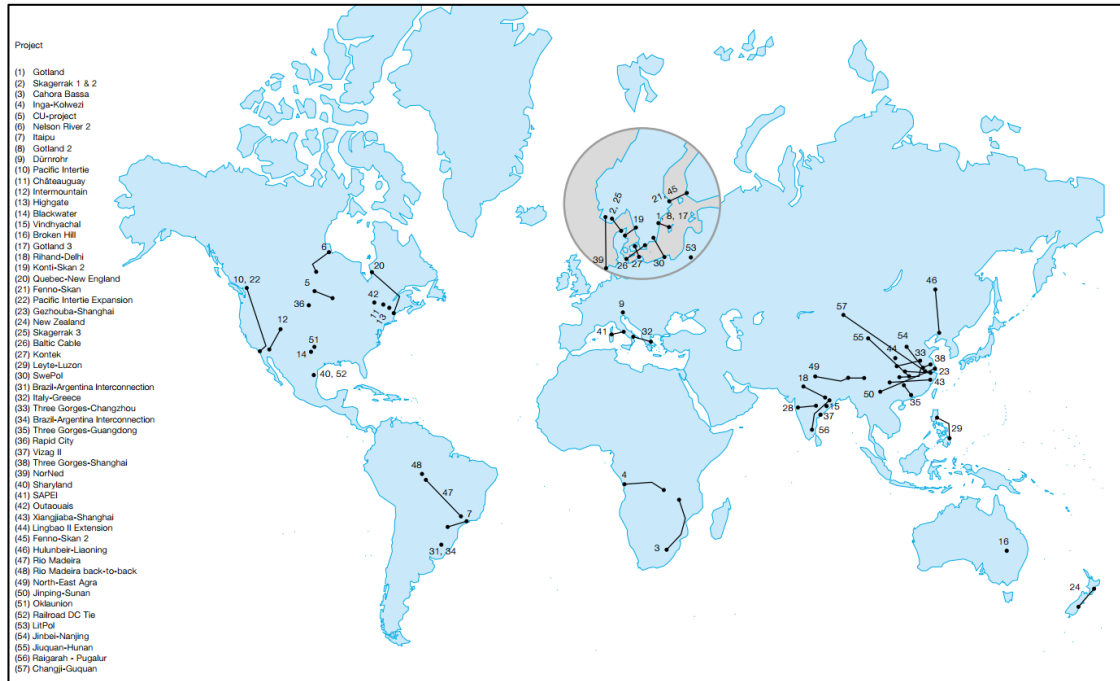 Project
(1) Gotland
(2) Skagerrak 1 & 2
(3) Cahora Bassa
(4) Inga-Kolwezi
(5) CU-project
(6) Nelson River 2
(7) Itaipu
(8) Gotland 2
(9) Dürnrohr
(10) Pacific Intertie
(11) Châteauguay
(12) Intermountain
(13) Highgate
(14) Blackwater
(15) Vindhyachal
(16) Broken Hill
(17) Gotland 3
(18) Rihand-Delhi
(19) Konti-Skan 2
(20) Quebec-New England
(21) Fenno-Skan
(22) Pacific Intertie Expansion
(23) Gezhouba-Shanghai
(24) New Zealand
(25) Skagerrak 3
(26) Baltic Cable
(27) Kontek
(29) Leyte-Luzon
(30) SwePol
(31) Brazil-Argentina Interconnection
(32) Italy-Greece
(33) Three Gorges-Changzhou
(34) Brazil-Argentina Interconnection
(35) Three Gorges-Guangdong
(36) Rapid City
(37) Vizag II
(38) Three Gorges-Shanghai
(39) NorNed
(40) Sharyland
(41) SAPEI
(42) Outaouais
(43) Xiangjiaba-Shanghai
(44) Lingbao II Extension
(45) Fenno-Skan 2
(46) Hulunbeir-Liaoning
(47) Rio Madeira
(48) Rio Madeira back-to-back
(49) North-East Agra
(50) Jinping-Sunan
(51) Oklaunion
(52) Railroad DC Tie
(53) LitPol
(54) Jinbei-Nanjing
(55) Jiuquan-Hunan
(56) Raigarah - Pugalur
(57) Changji-Guquan
21, 45
2, 25
1, 8, 17
19
39
26
27
30
53
6
20
10, 22
5
42
36
11
13
12
51
14
40, 52
9
41
32
46
57
55
54
44
33
38
23
43
49
18
50
35
28
15
37
56
29
48
47
7
31, 34
4
3
16
24